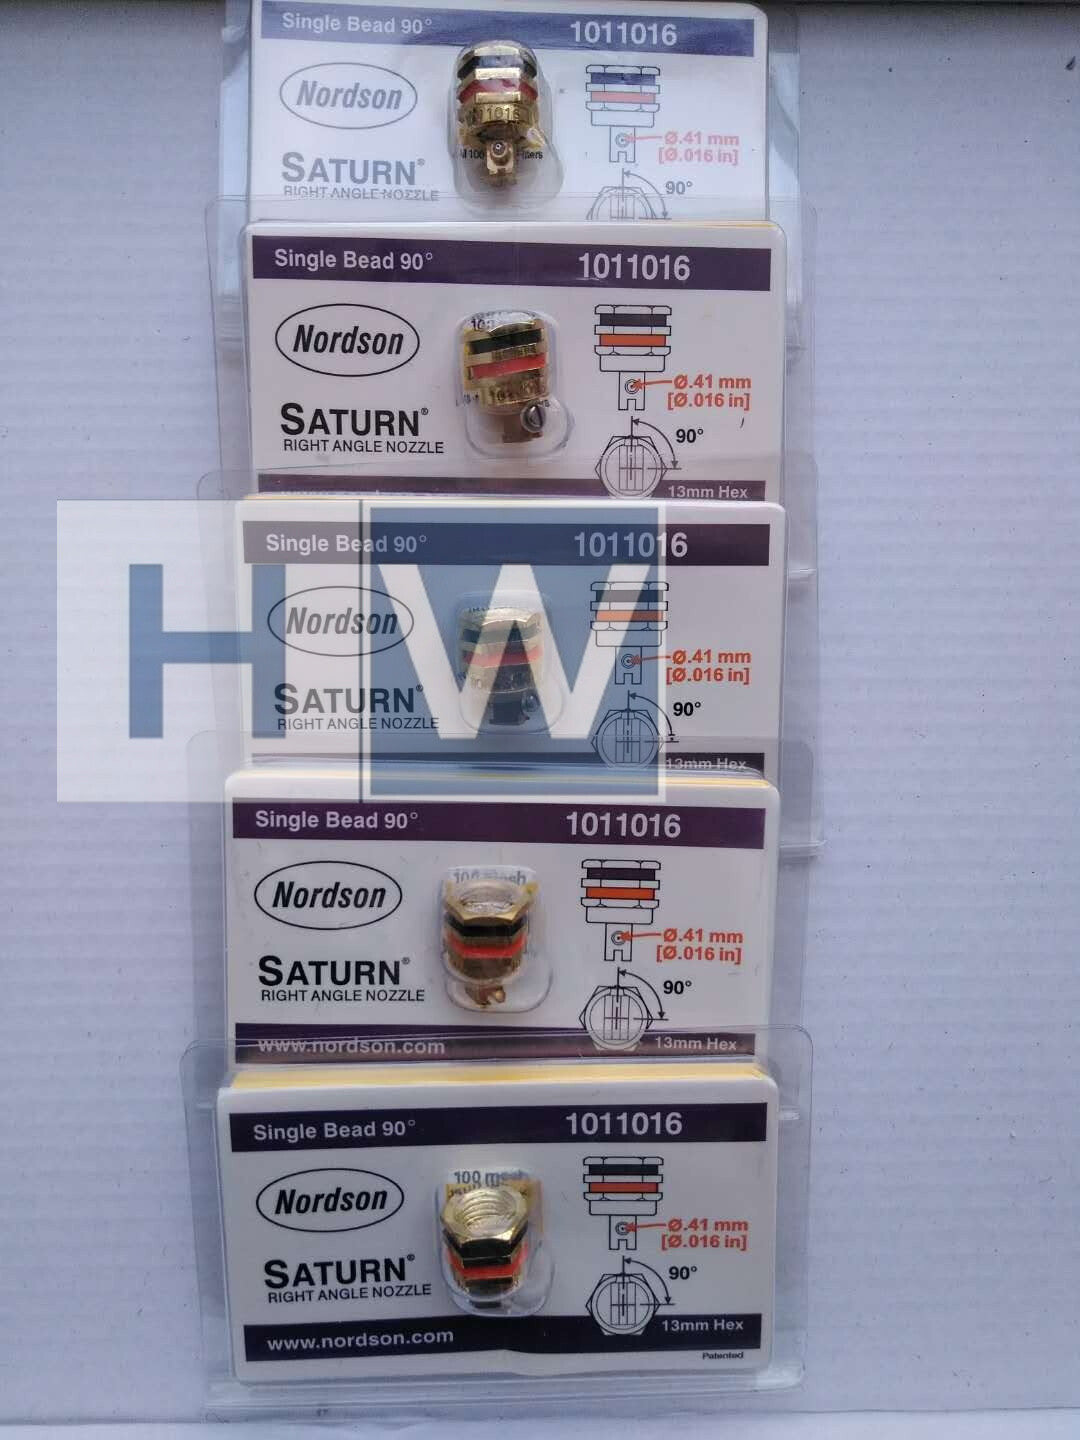 Single Bead 90° 1011016
Nordson
Ø.41 mm
[Ø.016 in]
SATURN®
RIGHT ANGLE NOZZLE
90°
Single Bead 90° 1011016
Nordson
Ø.41 mm
[Ø.016 in]
SATURN®
RIGHT ANGLE NOZZLE
90°
13mm Hex
HW
Single Bead 90° 1011016
Nordson
Ø.41 mm
[Ø.016 in]
SATURN®
RIGHT ANGLE NOZZLE
90°
13mm Hex
Single Bead 90° 1011016
100 mesh
Nordson
Ø.41 mm
[Ø.016 in]
SATURN®
RIGHT ANGLE NOZZLE
90°
www.nordson.com 13mm Hex
Single Bead 90° 1011016
100 mesh
Nordson
Ø.41 mm
[Ø.016 in]
SATURN®
RIGHT ANGLE NOZZLE
90°
www.nordson.com 13mm Hex
Patented